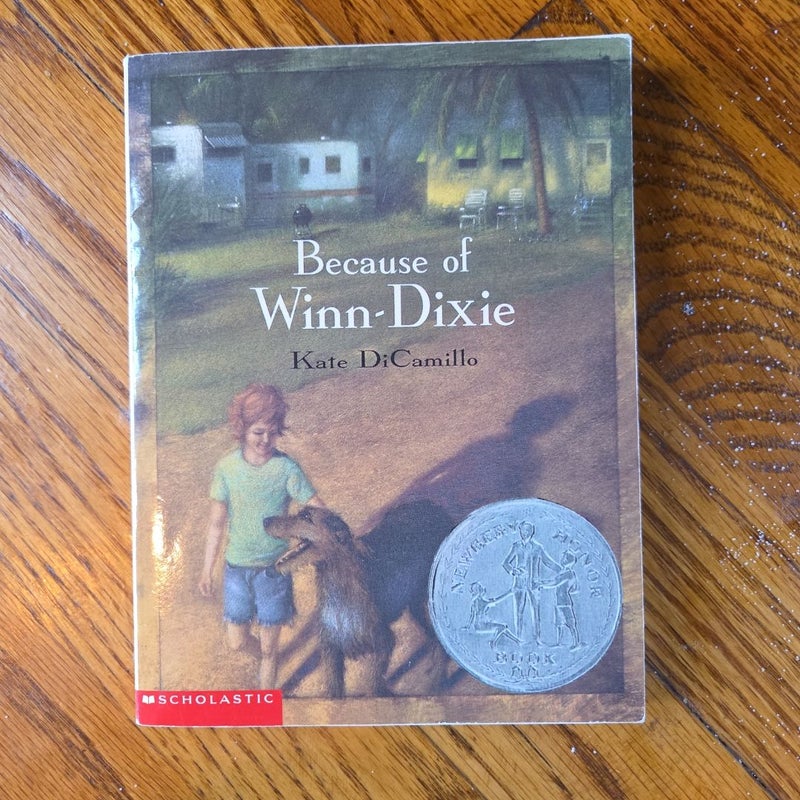 Because of
Winn-Dixie
Kate DiCamillo
NEWBERY HONOR
BOOK
SCHOLASTIC